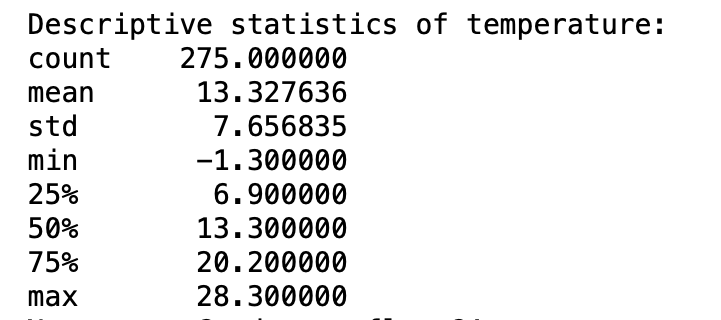 Descriptive statistics of temperature:
count 275.000000
mean 13.327636
std 7.656835
min -1.300000
25% 6.900000
50% 13.300000
75% 20.200000
max 28.300000